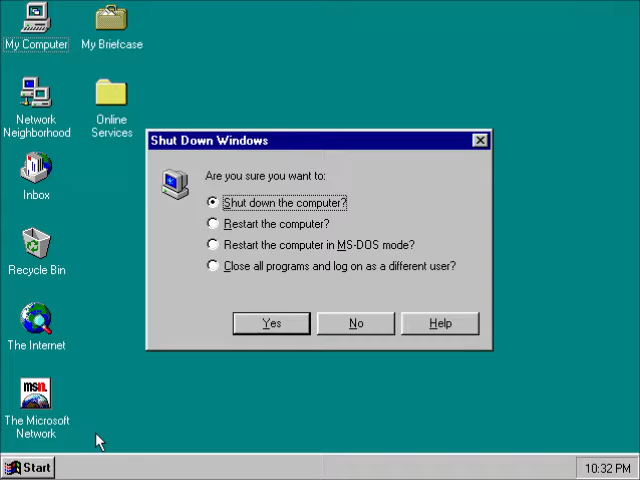 My Computer
My Briefcase
Network
Neighborhood
Online
Services
Inbox
Recycle Bin
The Internet
msn.
The Microsoft
Network
Shut Down Windows
Are you sure you want to:
Shut down the computer?
Restart the computer?
Restart the computer in MS-DOS mode?
Close all programs and log on as a different user?
Yes
No
Help
Start
10:32 PM